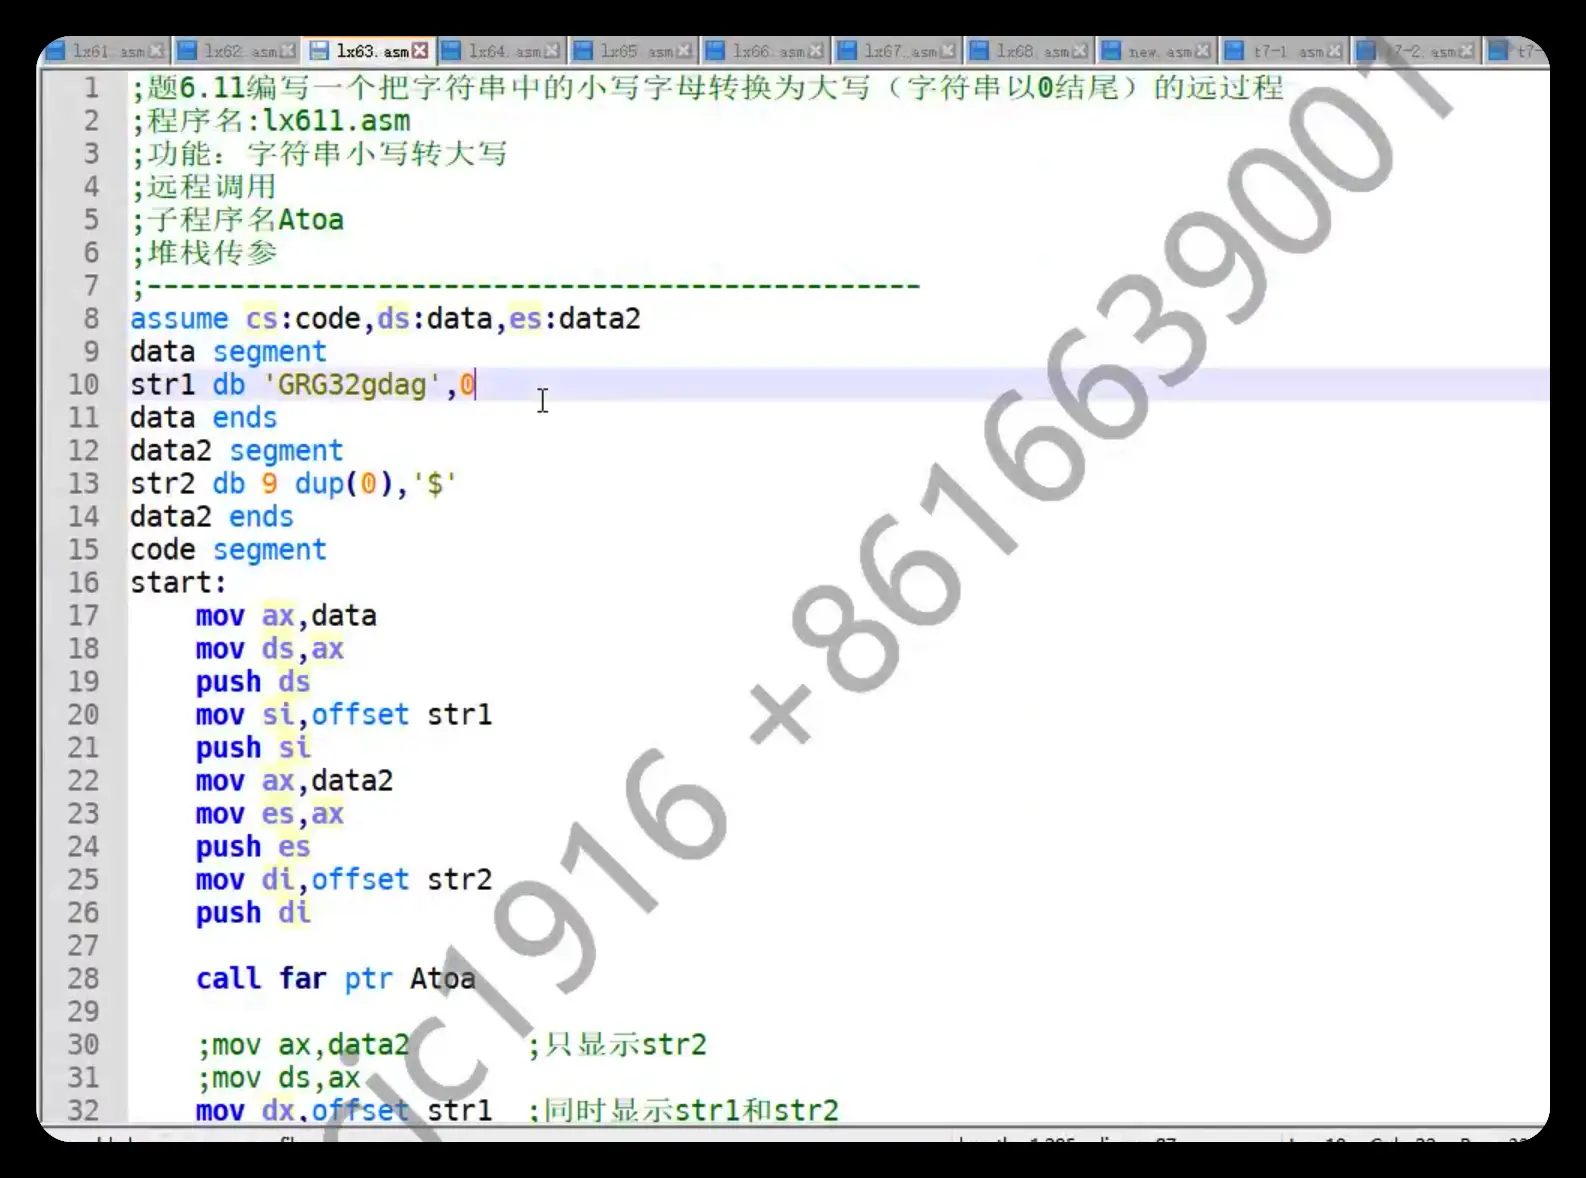 lx61.asm lx62.asm lx63.asm lx64.asm lx65.asm lx66.asm lx67.asm lx68.asm new.asm t7-1.asm t7-2.asm t7-
1 ;题6.11编写一个把字符串中的小写字母转换为大写（字符串以0结尾）的远过程
2 ;程序名:lx611.asm
3 ;功能：字符串小写转大写
4 ;远程调用
5 ;子程序名Atoa
6 ;堆栈传参
7 ;-----------------------------------------------
8 assume cs:code,ds:data,es:data2
9 data segment
10 str1 db 'GRG32gdag',0
11 data ends
12 data2 segment
13 str2 db 9 dup(0),'$'
14 data2 ends
15 code segment
16 start:
17 mov ax,data
18 mov ds,ax
19 push ds
20 mov si,offset str1
21 push si
22 mov ax,data2
23 mov es,ax
24 push es
25 mov di,offset str2
26 push di
27
28 call far ptr Atoa
29
30 ;mov ax,data2 ;只显示str2
31 ;mov ds,ax
32 mov dx,offset str1 ;同时显示str1和str2
jc1916 +8616639001